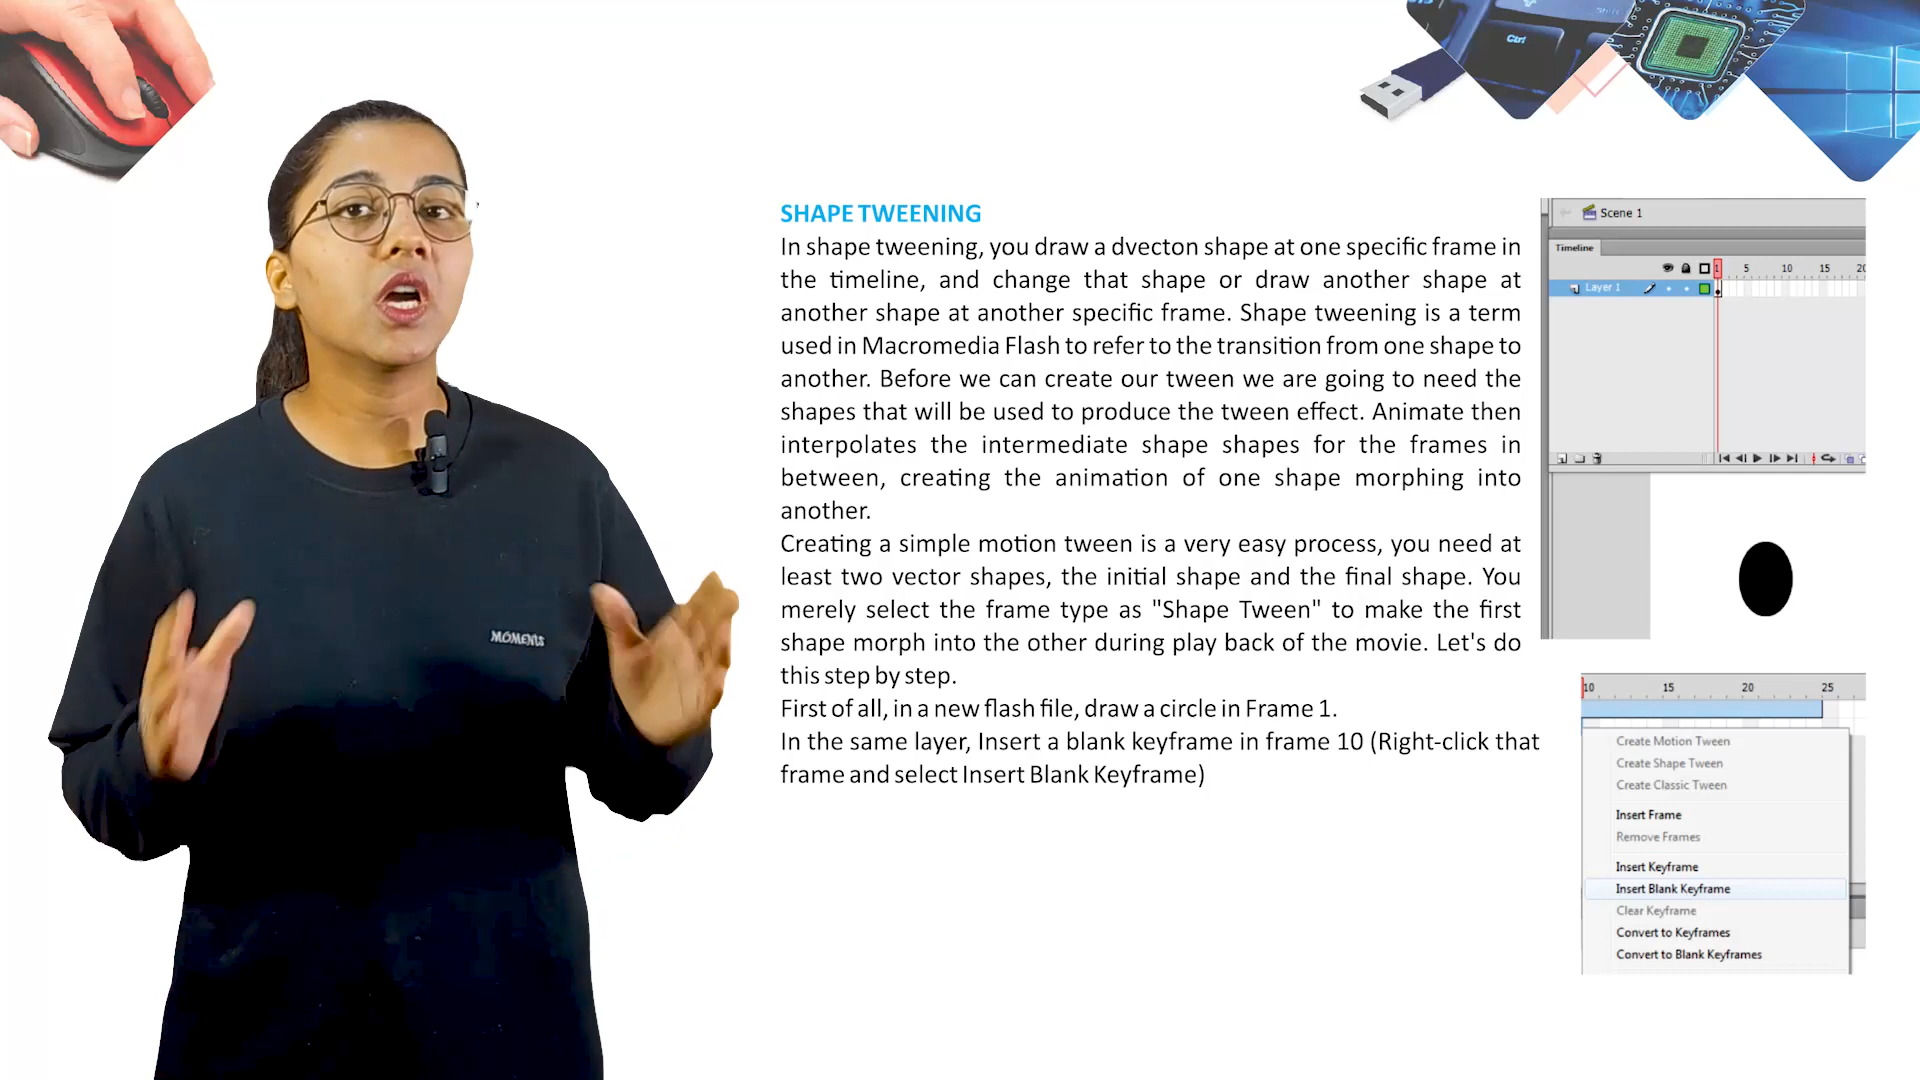 Ctrl
SHAPE TWEENING
In shape tweening, you draw a dvecton shape at one specific frame in
the timeline, and change that shape or draw another shape at
another shape at another specific frame. Shape tweening is a term
used in Macromedia Flash to refer to the transition from one shape to
another. Before we can create our tween we are going to need the
shapes that will be used to produce the tween effect. Animate then
interpolates the intermediate shape shapes for the frames in
between, creating the animation of one shape morphing into
another.
Creating a simple motion tween is a very easy process, you need at
least two vector shapes, the initial shape and the final shape. You
merely select the frame type as "Shape Tween" to make the first
shape morph into the other during play back of the movie. Let's do
this step by step.
First of all, in a new flash file, draw a circle in Frame 1.
In the same layer, Insert a blank keyframe in frame 10 (Right-click that
frame and select Insert Blank Keyframe)
MOMENTS
Scene 1
Timeline
1 5 10 15 20
Layer 1
10 15 20 25
Create Motion Tween
Create Shape Tween
Create Classic Tween
Insert Frame
Remove Frames
Insert Keyframe
Insert Blank Keyframe
Clear Keyframe
Convert to Keyframes
Convert to Blank Keyframes